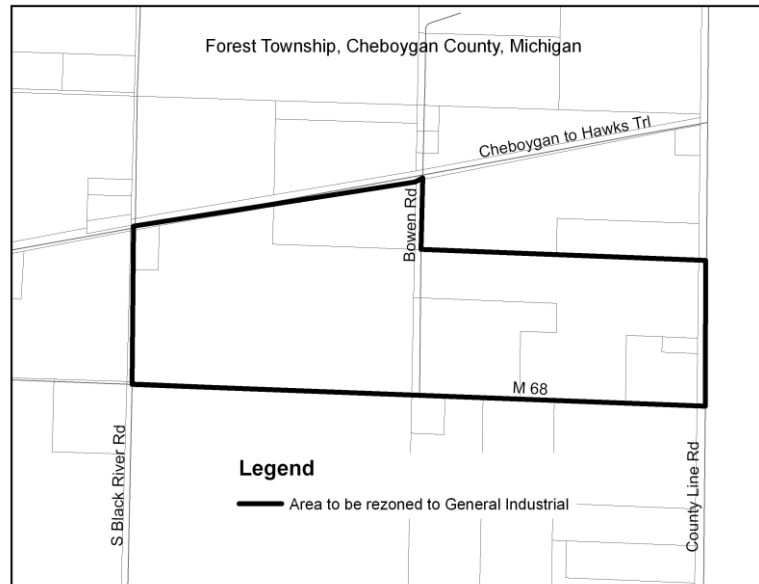 Forest Township, Cheboygan County, Michigan
Cheboygan to Hawks Trl
Bowen Rd
M 68
S Black River Rd
County Line Rd
Legend
Area to be rezoned to General Industrial